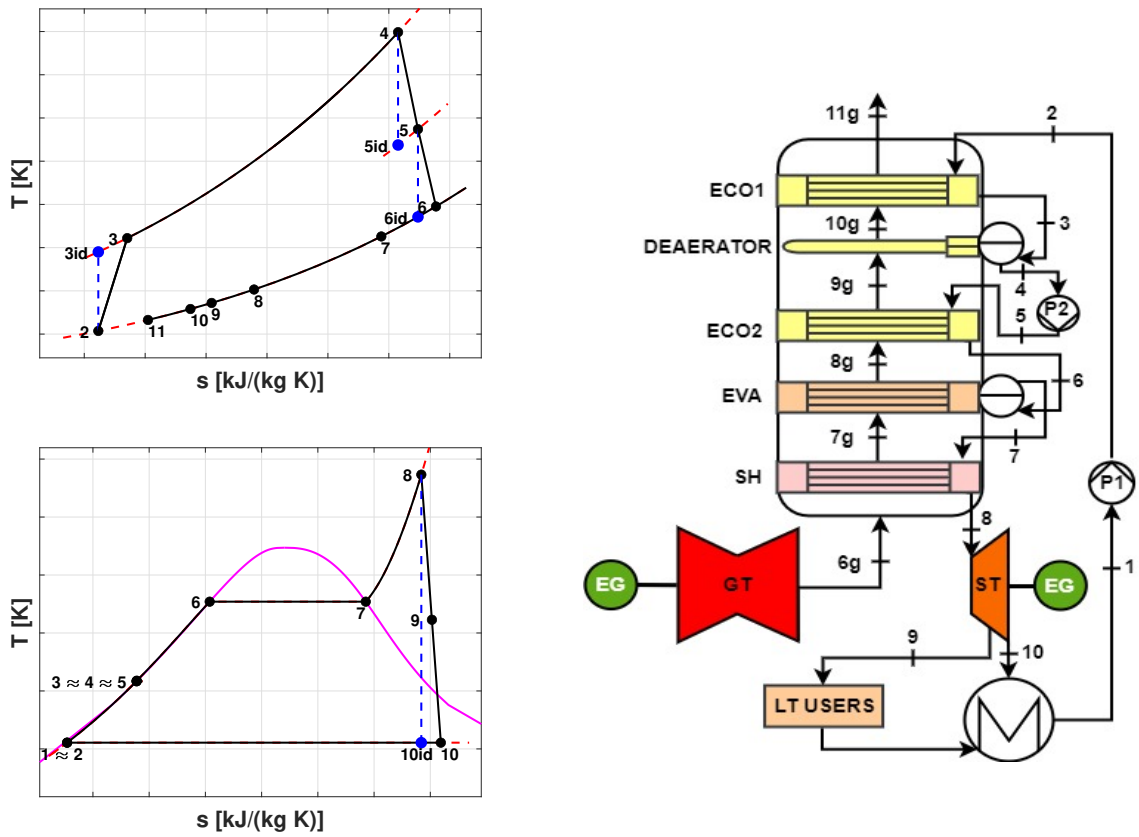 T [K]
4
5
5id
6
6id
7
3
3id
8
9
10
11
2
s [kJ/(kg K)]
T [K]
8
6
7
9
3 ≈ 4 ≈ 5
1 ≈ 2
10id
10
s [kJ/(kg K)]
11g
2
ECO1
10g
3
DEAERATOR
9g
4
P2
5
ECO2
8g
6
EVA
7g
7
SH
P1
8
6g
1
EG
GT
ST
EG
9
10
LT USERS